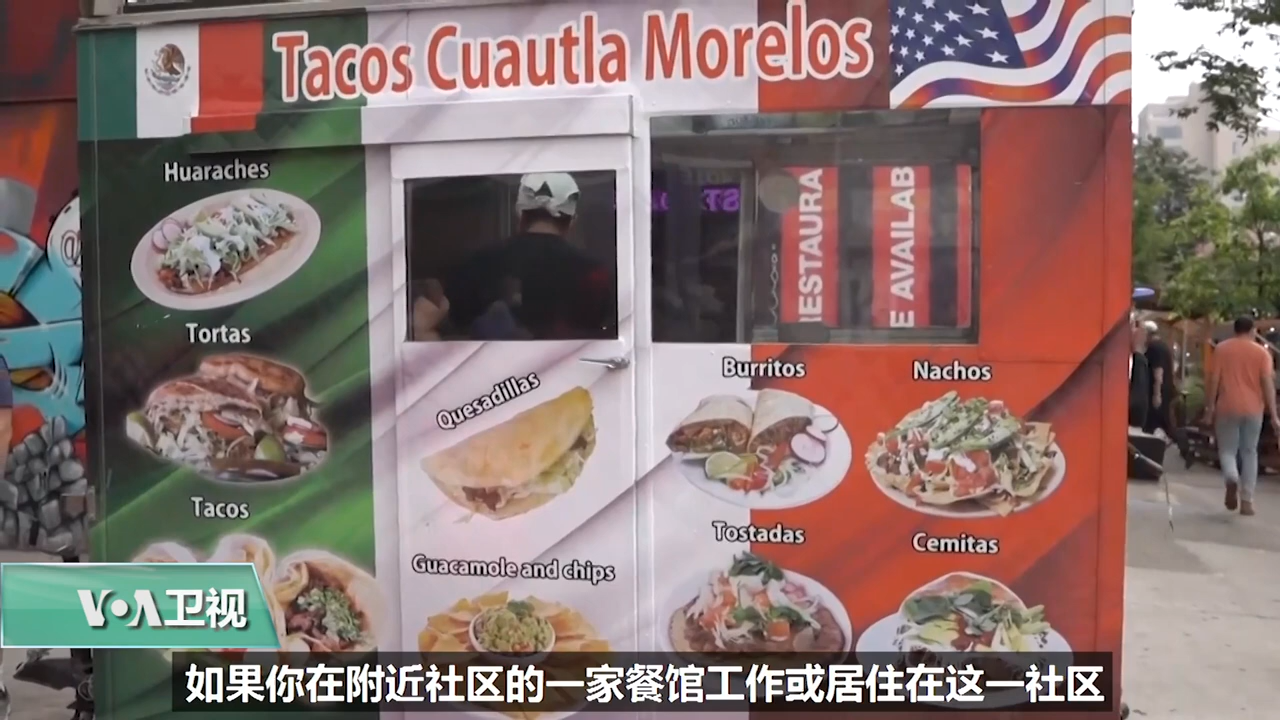 Tacos Cuautla Morelos
Huaraches
Tortas
Tacos
Quesadillas
Guacamole and chips
Burritos
Nachos
Tostadas
Cemitas
ESTAURA
E AVAILAB
VOA卫视
如果你在附近社区的一家餐馆工作或居住在这一社区